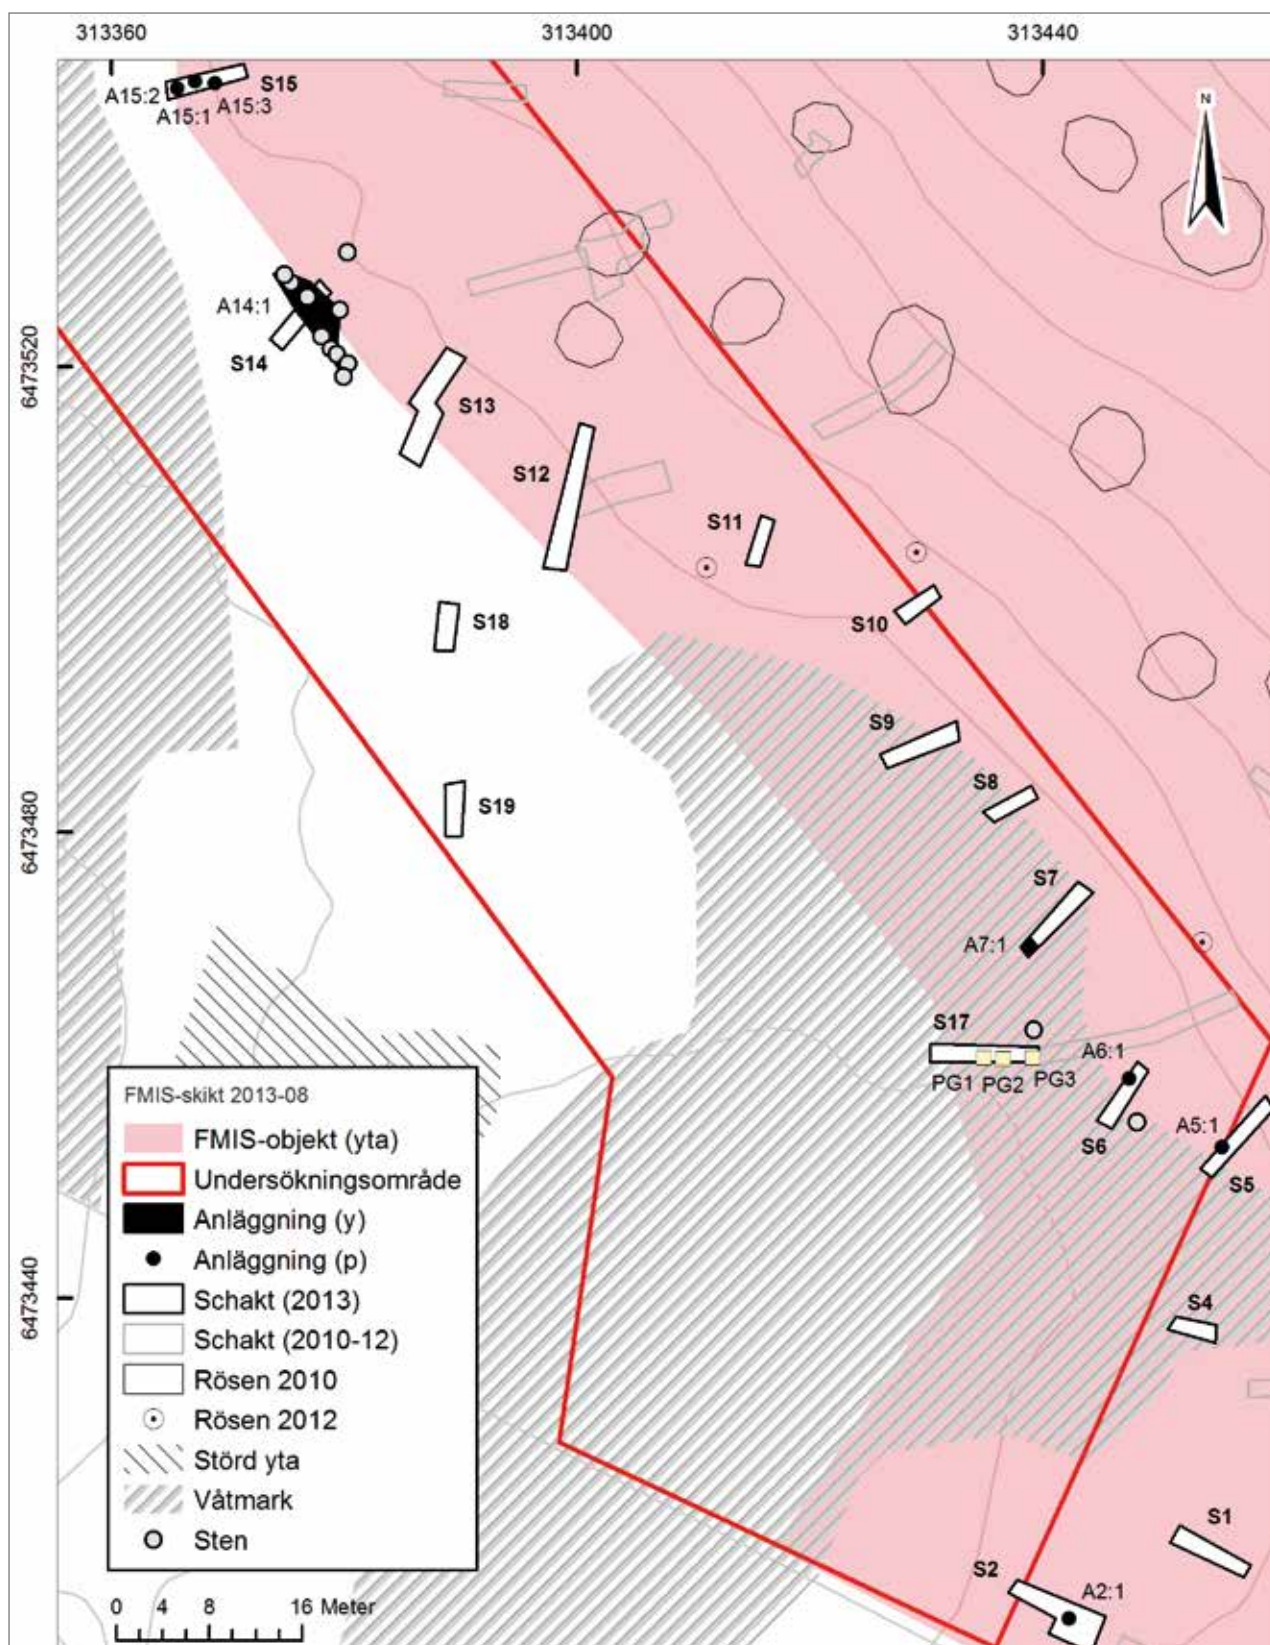 313360
313400
313440
S15
A15:2
A15:3
A15:1
N
A14:1
S14
6473520
S13
S12
S11
S18
S10
S9
S8
S19
6473480
S7
A7:1
S17
A6:1
PG1
PG2
PG3
A5:1
S6
S5
FMIS-skikt 2013-08
FMIS-objekt (yta)
Undersökningsområde
Anläggning (y)
Anläggning (p)
Schakt (2013)
Schakt (2010-12)
Rösen 2010
Rösen 2012
Störd yta
Våtmark
Sten
6473440
S4
S1
S2
A2:1
0 4 8 16 Meter